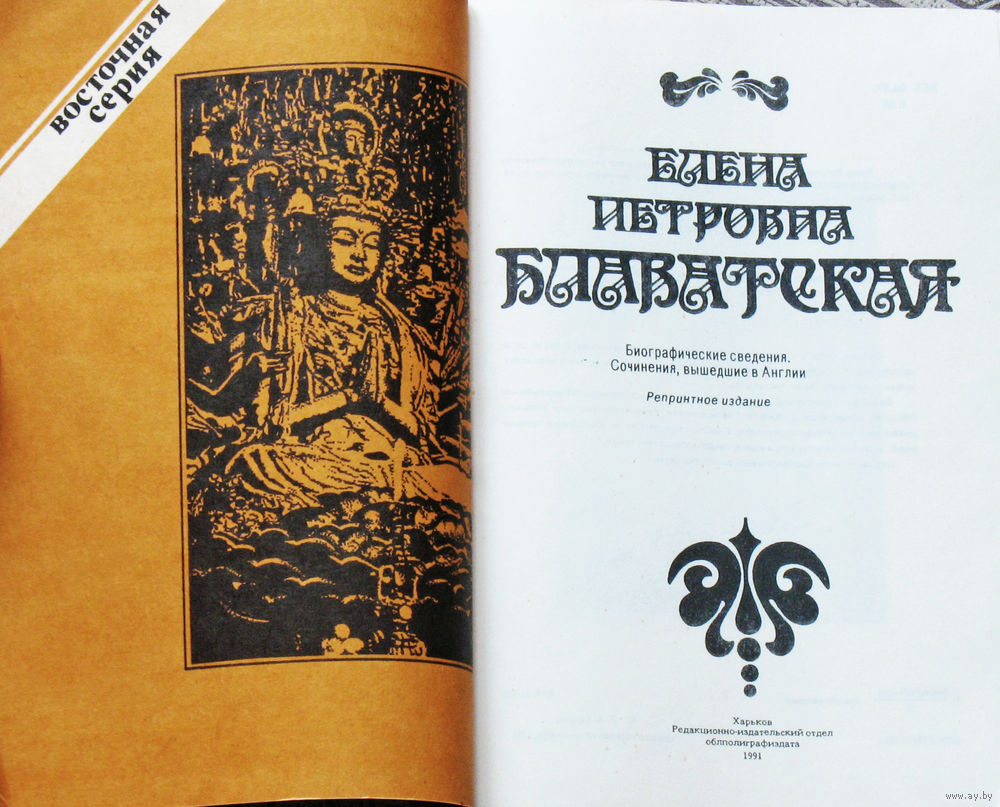 восточная
серия
ЕЛЕНА
ПЕТРОВНА
БЛАВАТСКАЯ
Биографические сведения.
Сочинения, вышедшие в Англии
Репринтное издание
Харьков
Редакционно-издательский отдел
облполиграфиздата
1991
www.ay.by